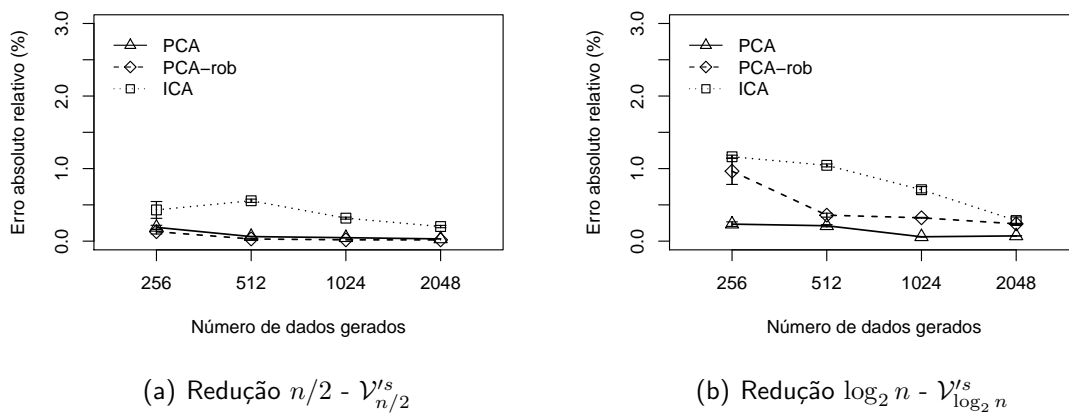 3.0
2.0
1.0
0.0
Erro absoluto relativo (%)
PCA
PCA−rob
ICA
256 512 1024 2048
Número de dados gerados
(a) Redução n/2 - 𝒱′ˢₙ/₂
3.0
2.0
1.0
0.0
Erro absoluto relativo (%)
PCA
PCA−rob
ICA
256 512 1024 2048
Número de dados gerados
(b) Redução log₂ n - 𝒱′ˢlog₂ n